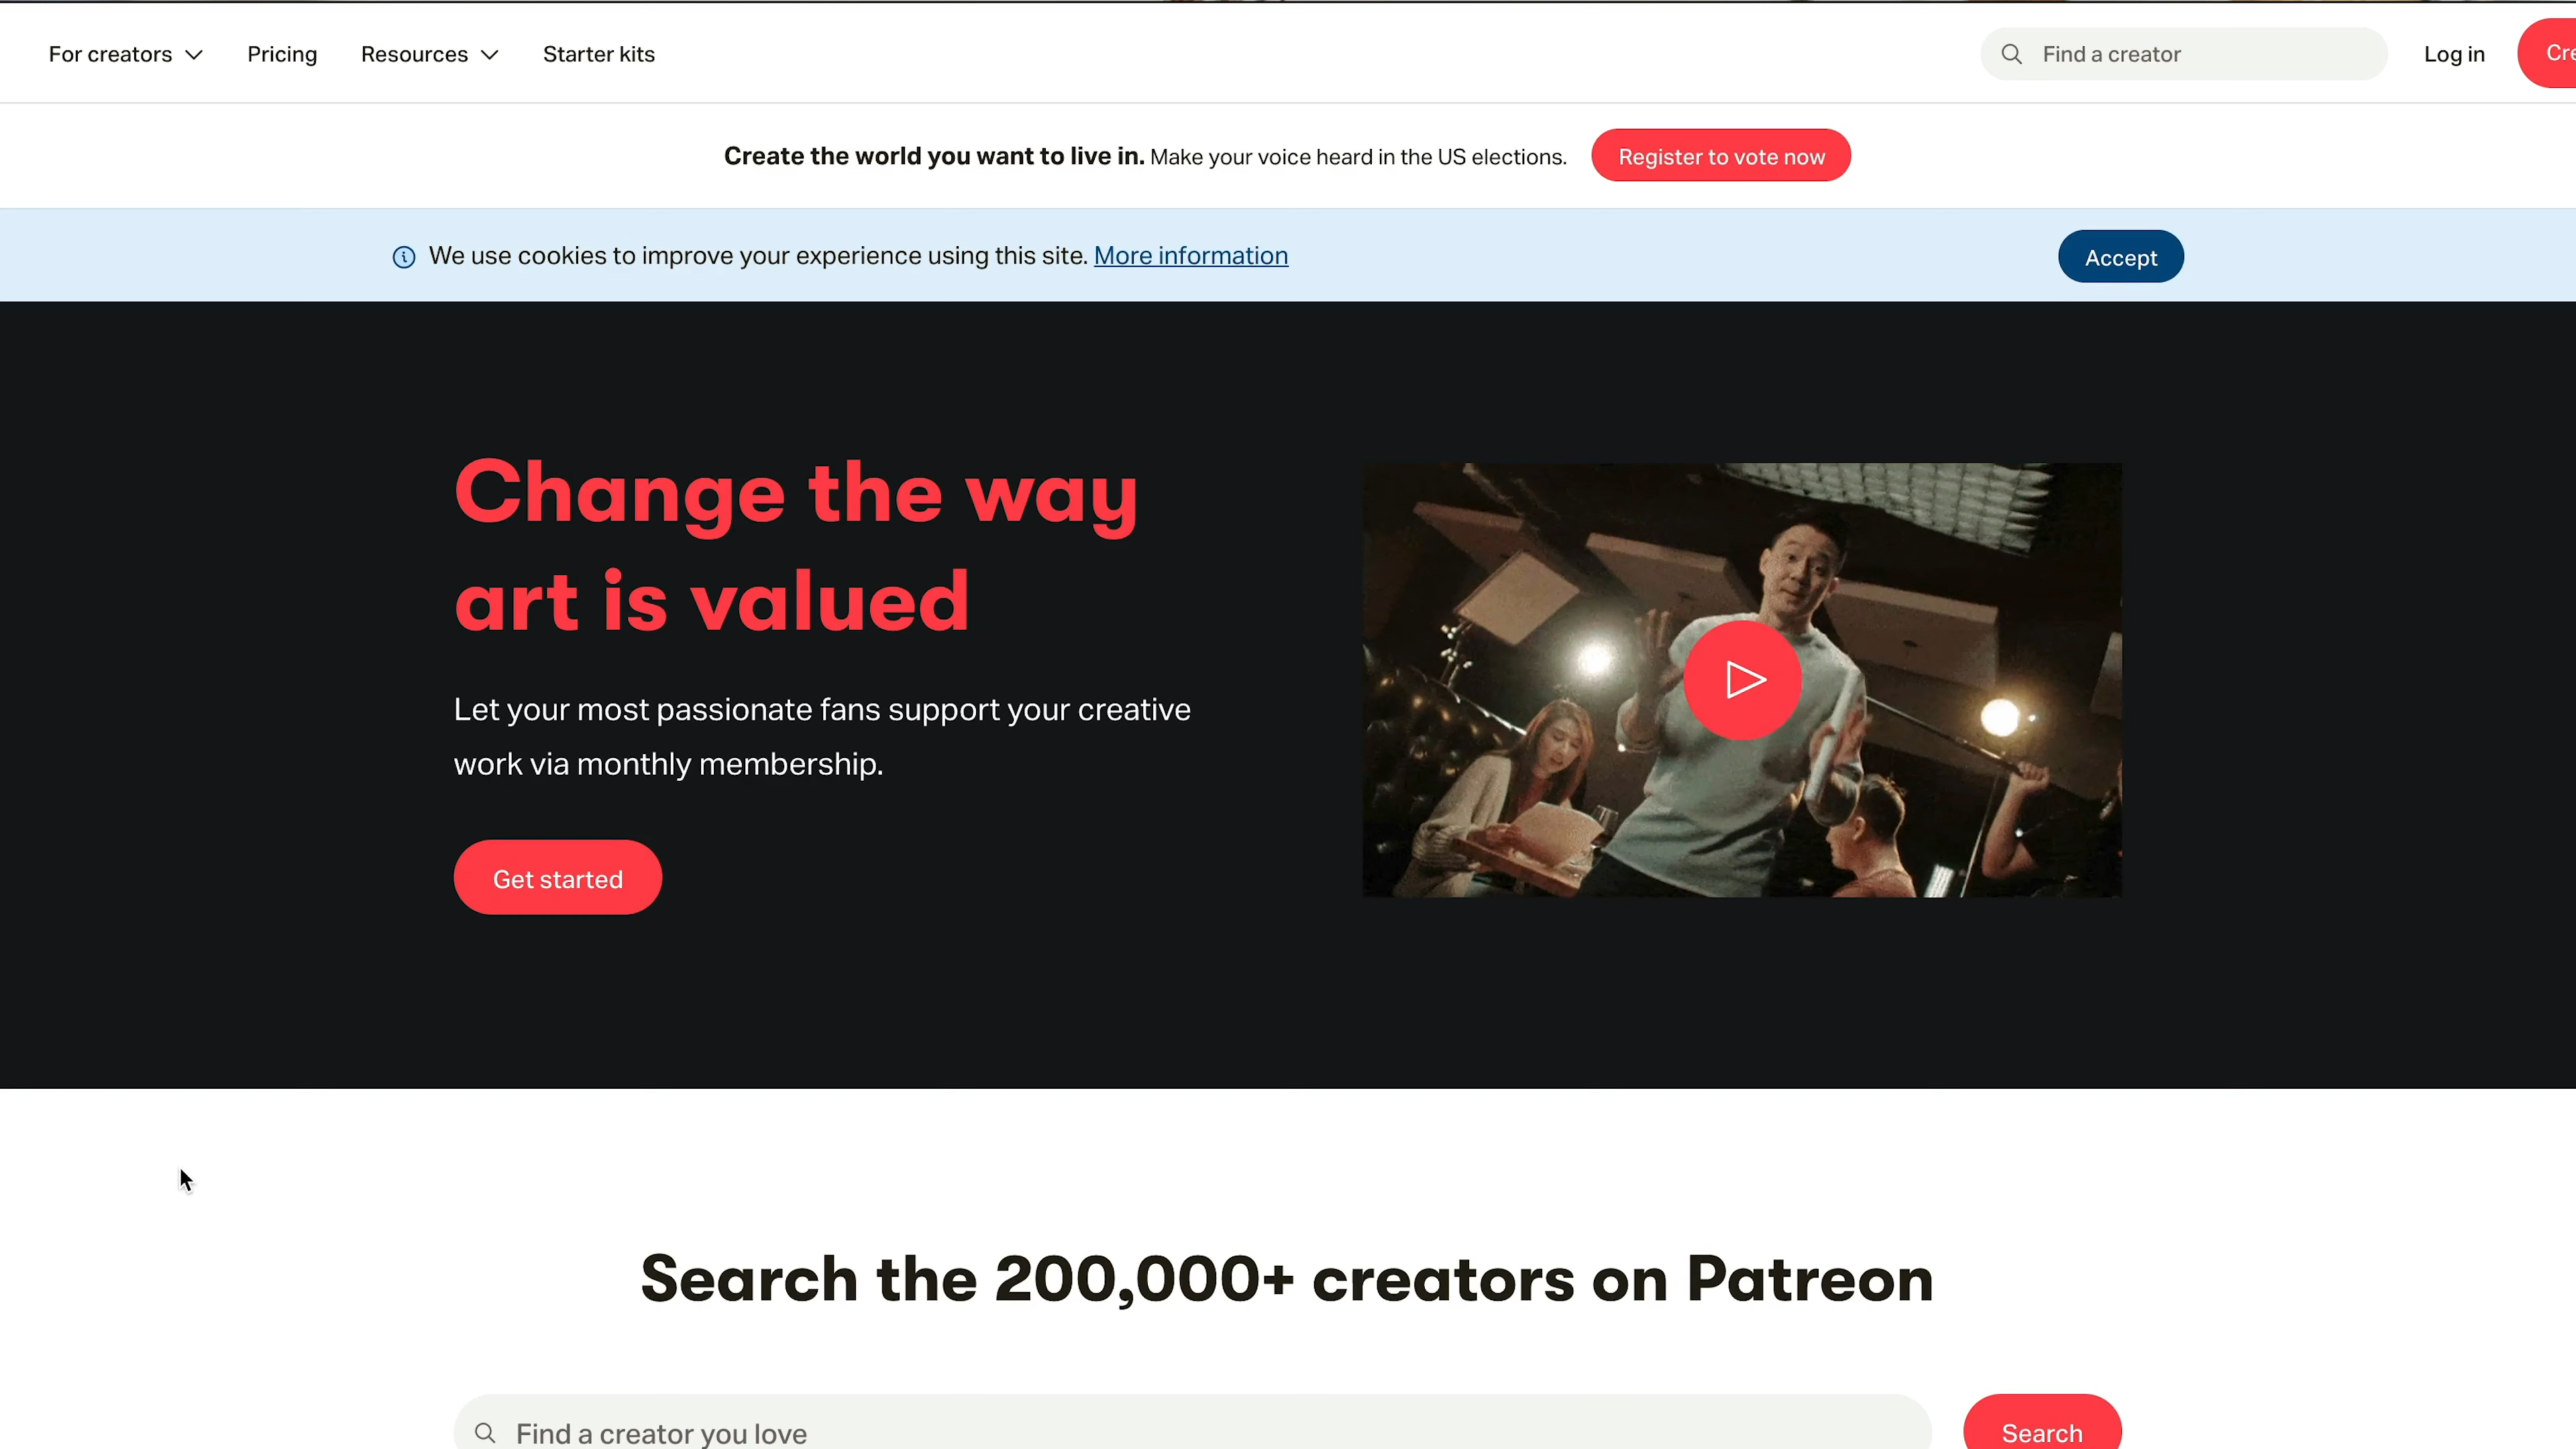 For creators Pricing Resources Starter kits Find a creator Log in
Create the world you want to live in. Make your voice heard in the US elections. Register to vote now
We use cookies to improve your experience using this site. More information Accept
Change the way
art is valued
Let your most passionate fans support your creative
work via monthly membership.
Get started
Search the 200,000+ creators on Patreon
Find a creator you love Search